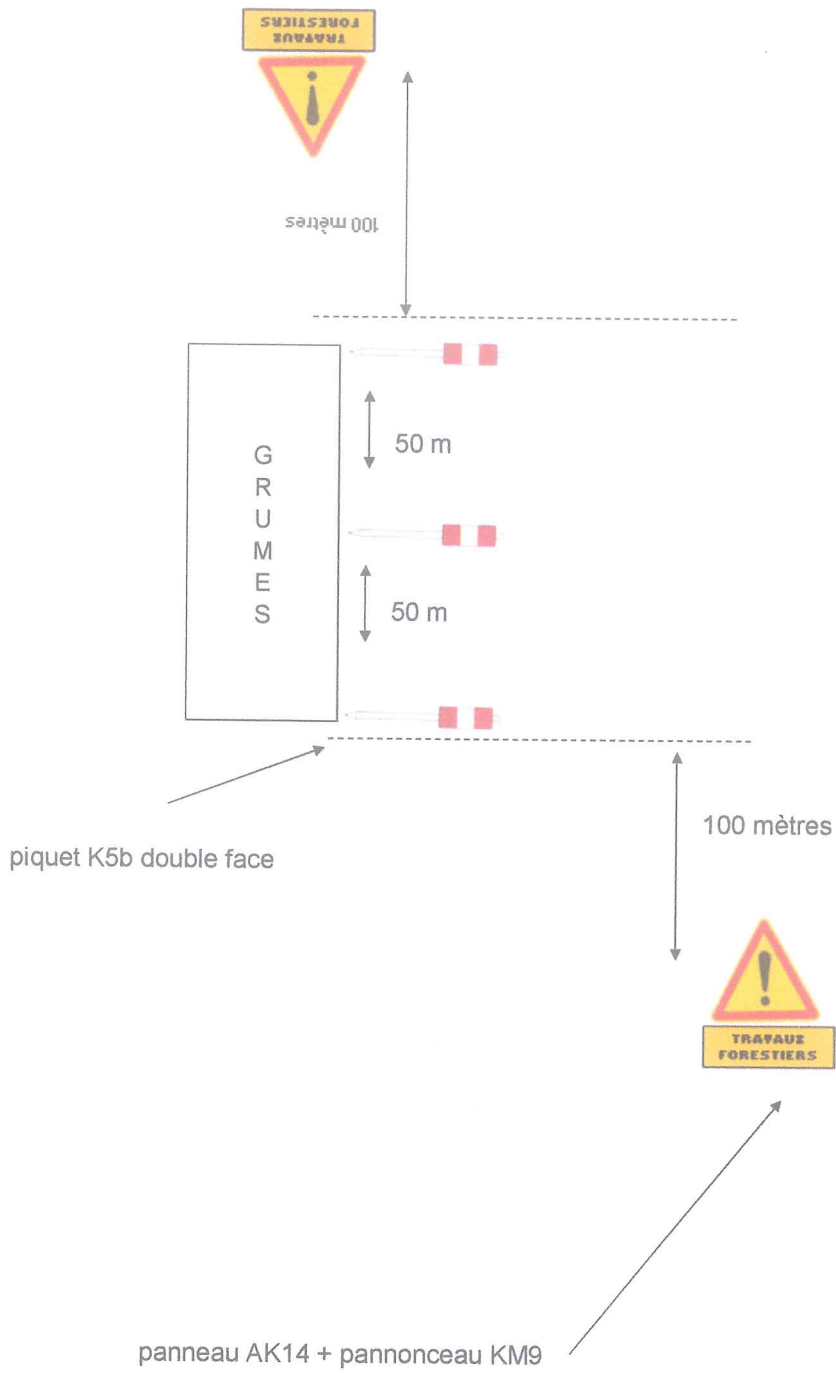 TRAVAUX
FORESTIERS
100 mètres
G
R
U
M
E
S
50 m
50 m
piquet K5b double face
100 mètres
TRAVAUX
FORESTIERS
panneau AK14 + pannonceau KM9